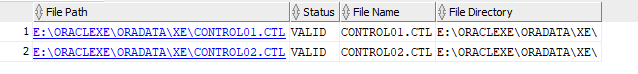 File Path Status File Name File Directory
1 E:\ORACLEXE\ORADATA\XE\CONTROL01.CTL VALID CONTROL01.CTL E:\ORACLEXE\ORADATA\XE\
2 E:\ORACLEXE\ORADATA\XE\CONTROL02.CTL VALID CONTROL02.CTL E:\ORACLEXE\ORADATA\XE\